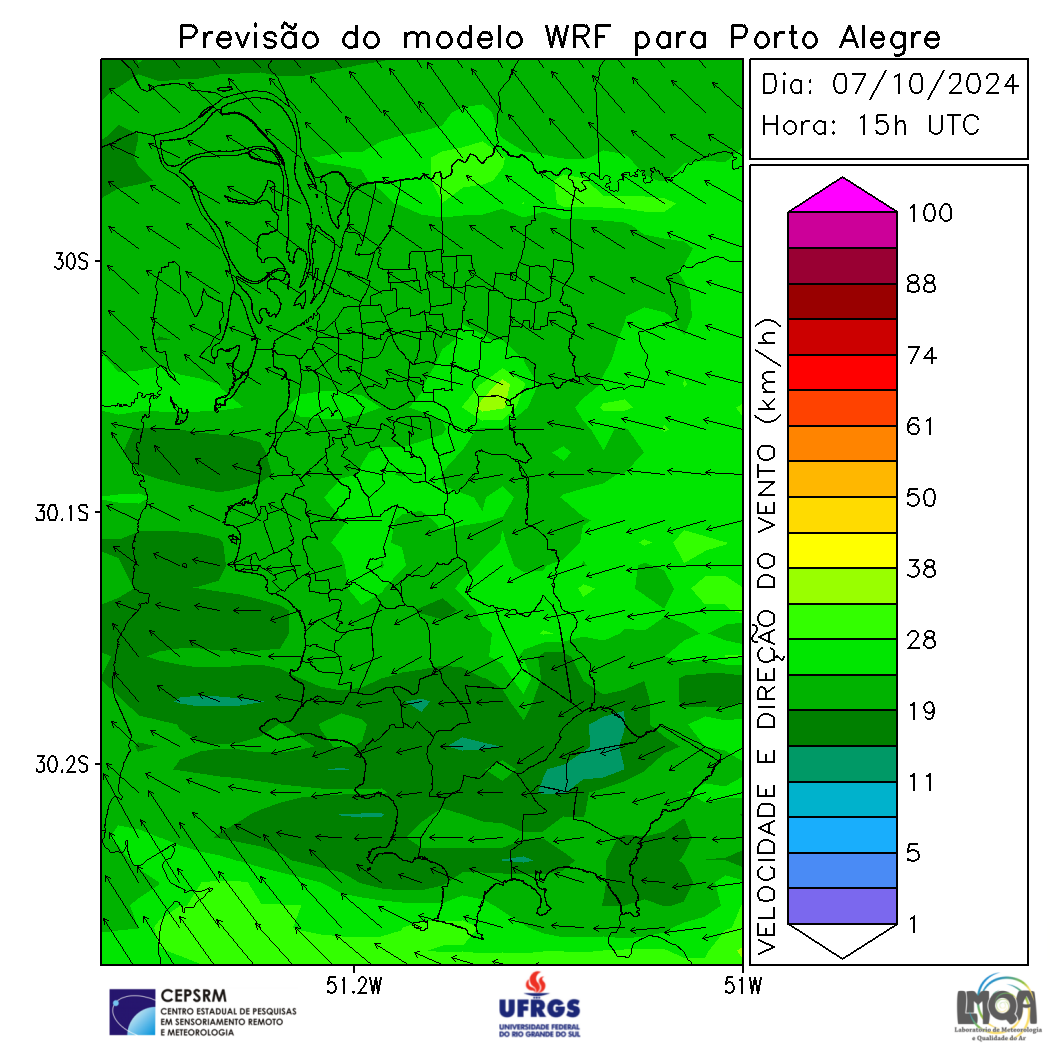 Previsão do modelo WRF para Porto Alegre
Dia: 07/10/2024
Hora: 15h UTC
30S
30.1S
30.2S
51.2W
51W
VELOCIDADE E DIREÇÃO DO VENTO (km/h)
100
88
74
61
50
38
28
19
11
5
1
CEPSRM
CENTRO ESTADUAL DE PESQUISAS
EM SENSORIAMENTO REMOTO
E METEOROLOGIA
UFRGS
UNIVERSIDADE FEDERAL
DO RIO GRANDE DO SUL
LMQA
Laboratório de Meteorologia
e Qualidade do Ar